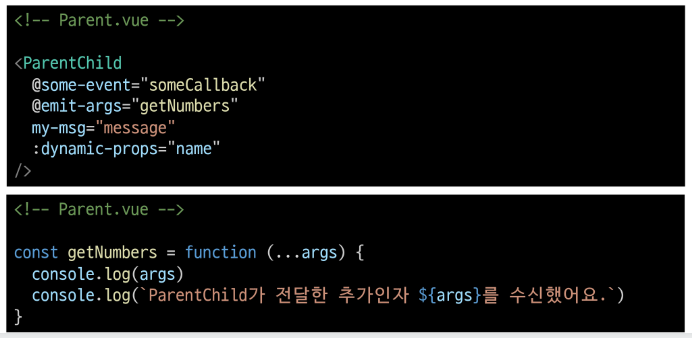 <!-- Parent.vue -->
<ParentChild
@some-event="someCallback"
@emit-args="getNumbers"
my-msg="message"
:dynamic-props="name"
/>
<!-- Parent.vue -->
const getNumbers = function (...args) {
console.log(args)
console.log(`ParentChild가 전달한 추가인자 ${args}를 수신했어요.`)
}